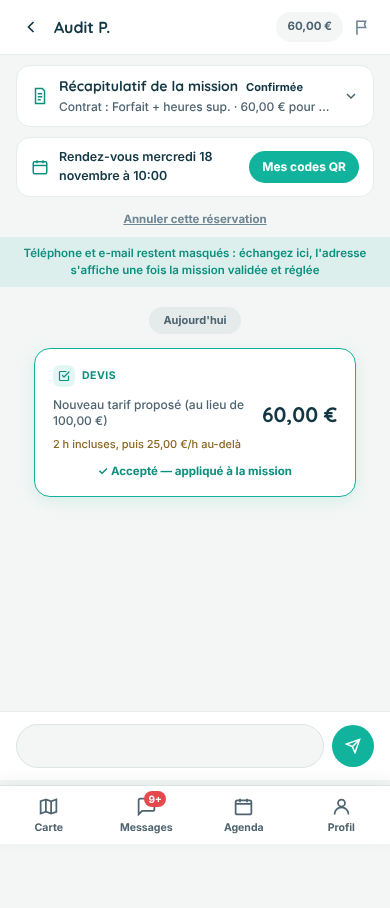 Audit P.
60,00 €
Récapitulatif de la mission Confirmée
Contrat : Forfait + heures sup. · 60,00 € pour ...
Rendez-vous mercredi 18
novembre à 10:00
Mes codes QR
Annuler cette réservation
Téléphone et e-mail restent masqués : échangez ici, l'adresse
s'affiche une fois la mission validée et réglée
Aujourd'hui
DEVIS
Nouveau tarif proposé (au lieu de
100,00 €)
60,00 €
2 h incluses, puis 25,00 €/h au-delà
✓ Accepté — appliqué à la mission
9+
Carte
Messages
Agenda
Profil